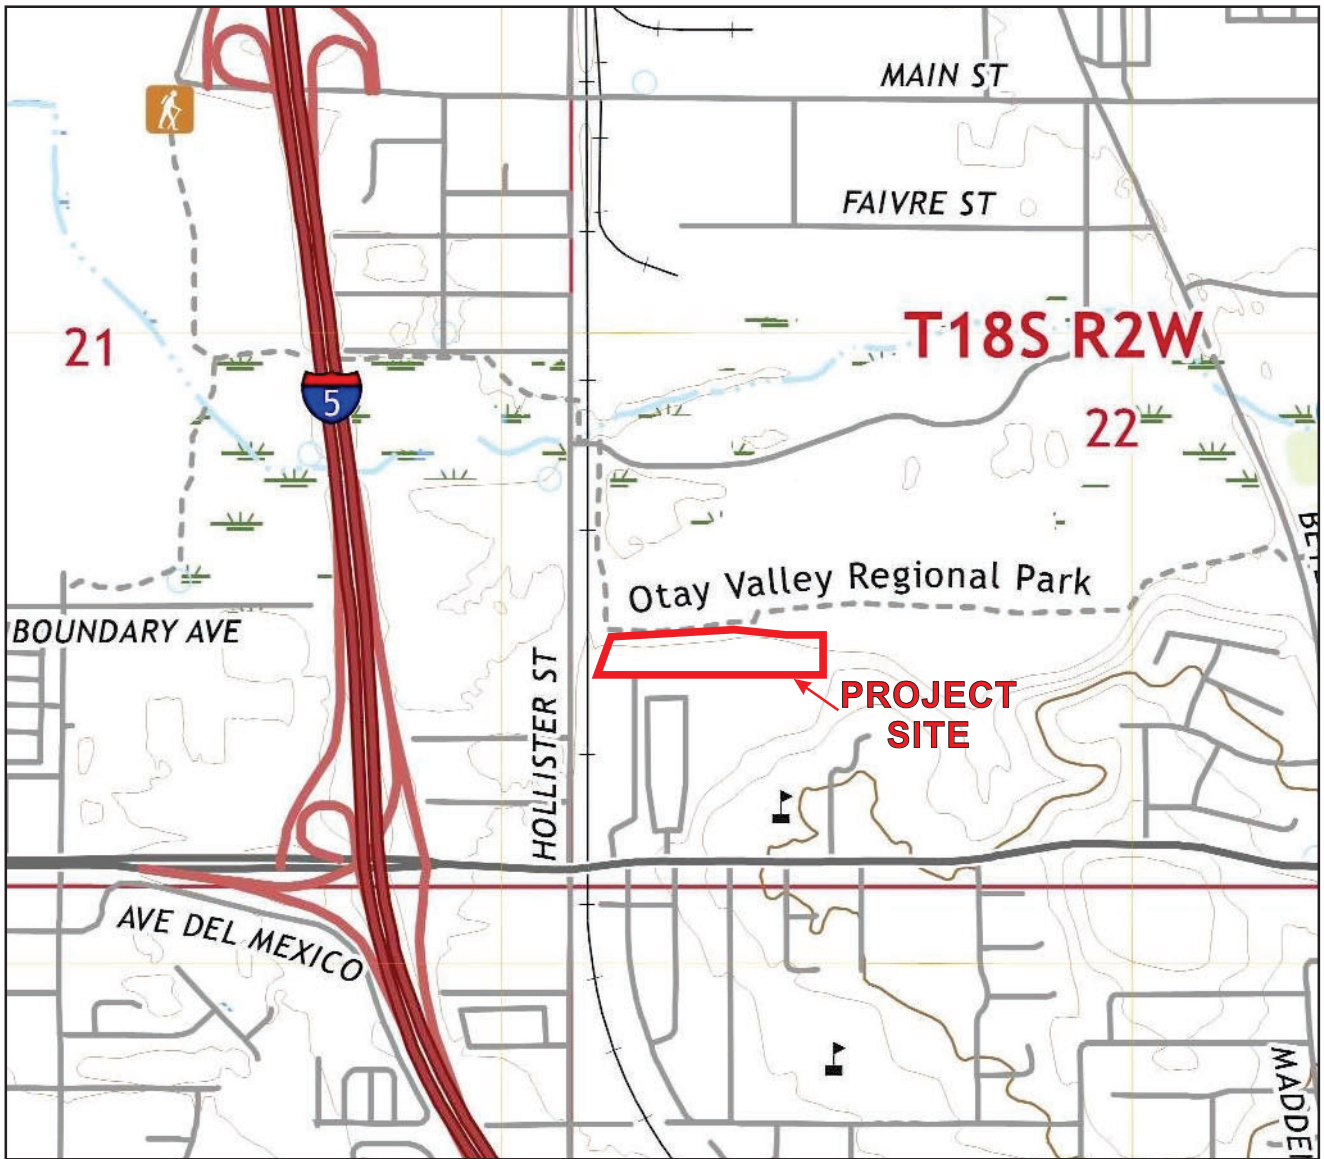 MAIN ST
FAIVRE ST
T18S R2W
21
5
22
Otay Valley Regional Park
BOUNDARY AVE
HOLLISTER ST
PROJECT
SITE
AVE DEL MEXICO
MADDE